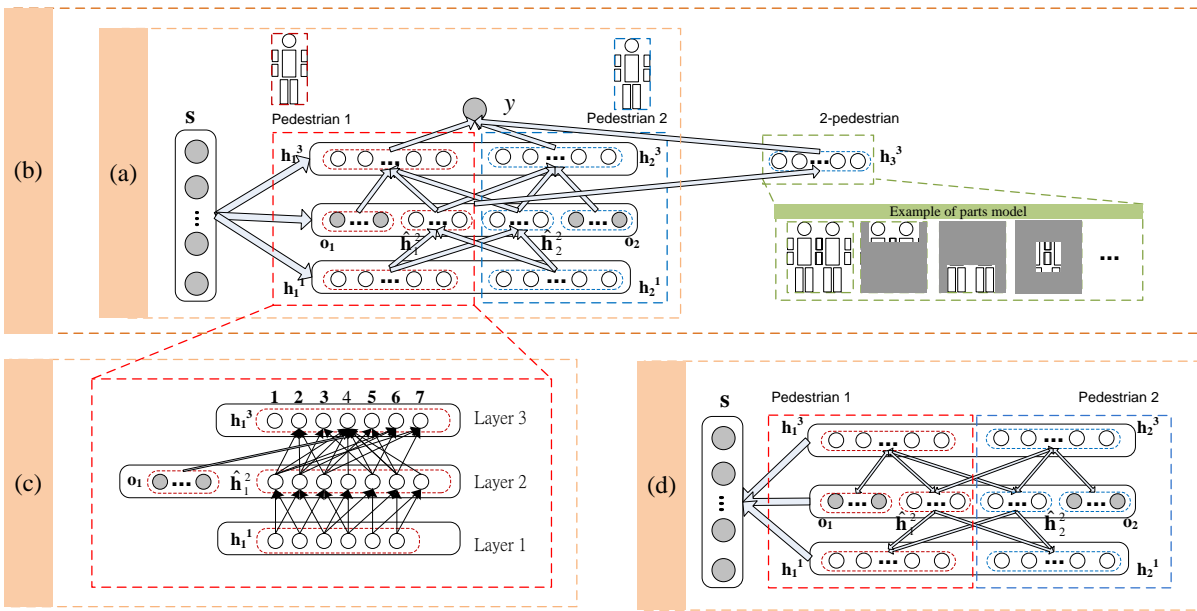 (b)
(a)
s
y
Pedestrian 1
Pedestrian 2
2-pedestrian
h₁³
h₂³
h₃³
o₁
ĥ₁²
ĥ₂²
o₂
h₁¹
h₂¹
Example of parts model
...
(c)
1 2 3 4 5 6 7
h₁³
Layer 3
o₁
ĥ₁²
Layer 2
h₁¹
Layer 1
(d)
s
Pedestrian 1
Pedestrian 2
h₁³
h₂³
o₁
ĥ₁²
ĥ₂²
o₂
h₁¹
h₂¹